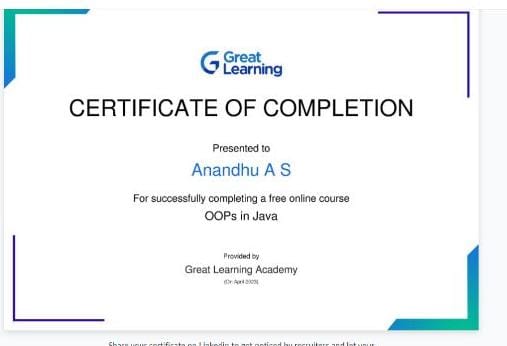 Great
Learning
CERTIFICATE OF COMPLETION
Presented to
Anandhu A S
For successfully completing a free online course
OOPs in Java
Provided by
Great Learning Academy
(On April 2023)
Share your certificate on LinkedIn to get noticed by recruiters and let your